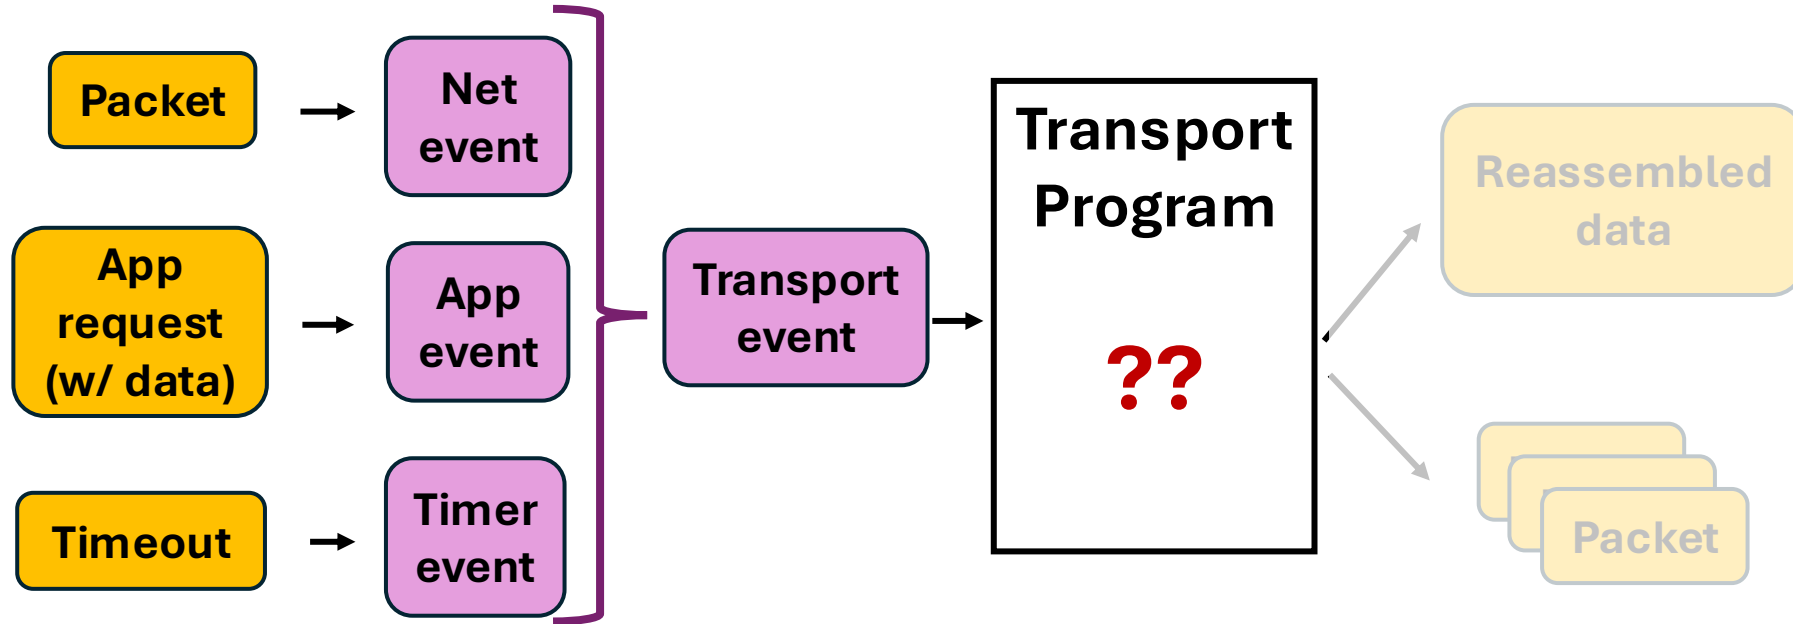 Packet
Net
event
App
request
(w/ data)
App
event
Timeout
Timer
event
Transport
event
Transport
Program
??
Reassembled
data
Packet